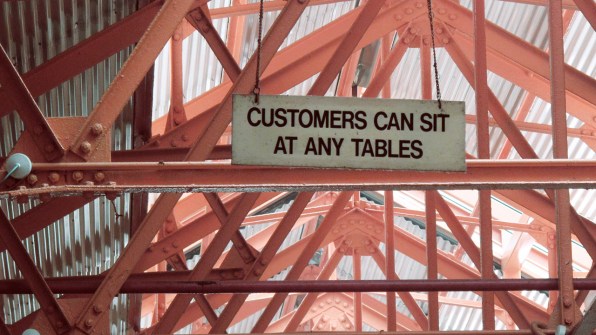 CUSTOMERS CAN SIT
AT ANY TABLES